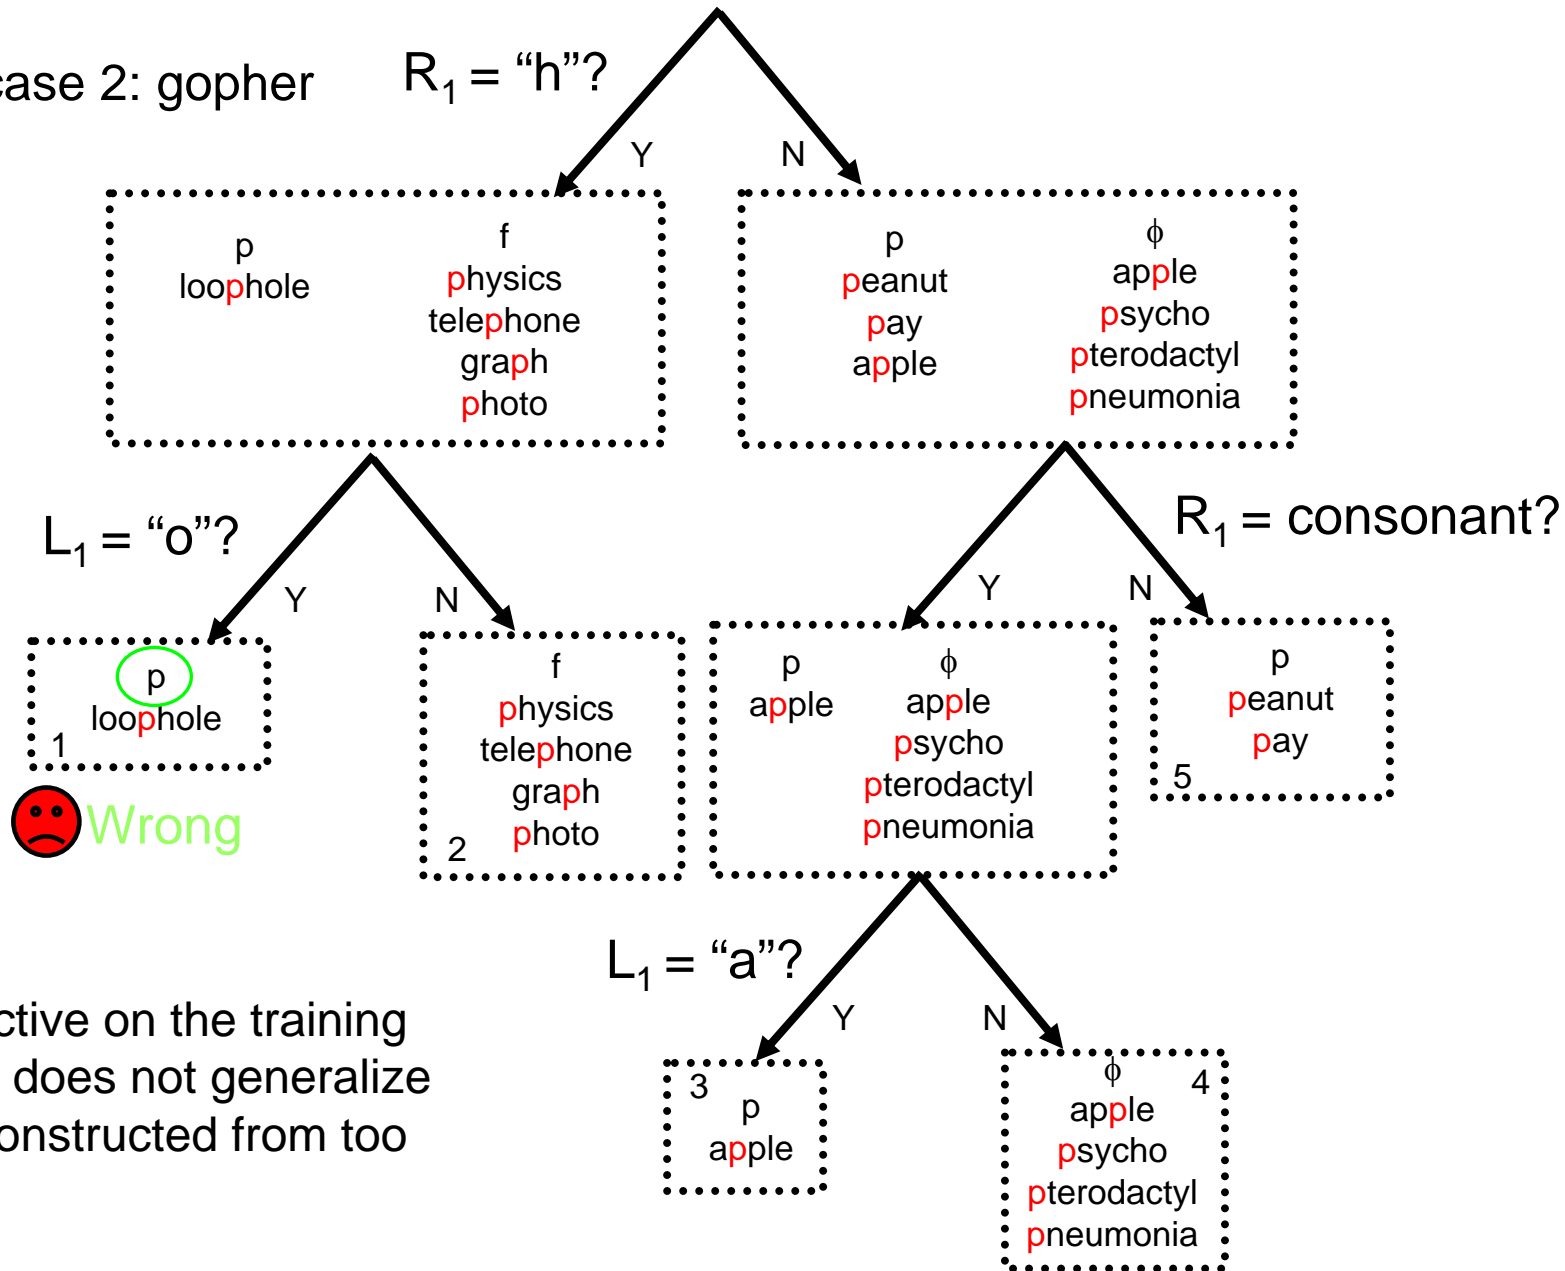 case 2: gopher
R1 = “h”?
Y
N
p
loophole
f
physics
telephone
graph
photo
p
peanut
pay
apple
ϕ
apple
psycho
pterodactyl
pneumonia
L1 = “o”?
Y
N
R1 = consonant?
Y
N
p
loophole
1
Wrong
f
physics
telephone
graph
photo
2
p
apple
ϕ
apple
psycho
pterodactyl
pneumonia
p
peanut
pay
5
L1 = “a”?
Y
N
ctive on the training
does not generalize
onstructed from too
3
p
apple
ϕ
4
apple
psycho
pterodactyl
pneumonia